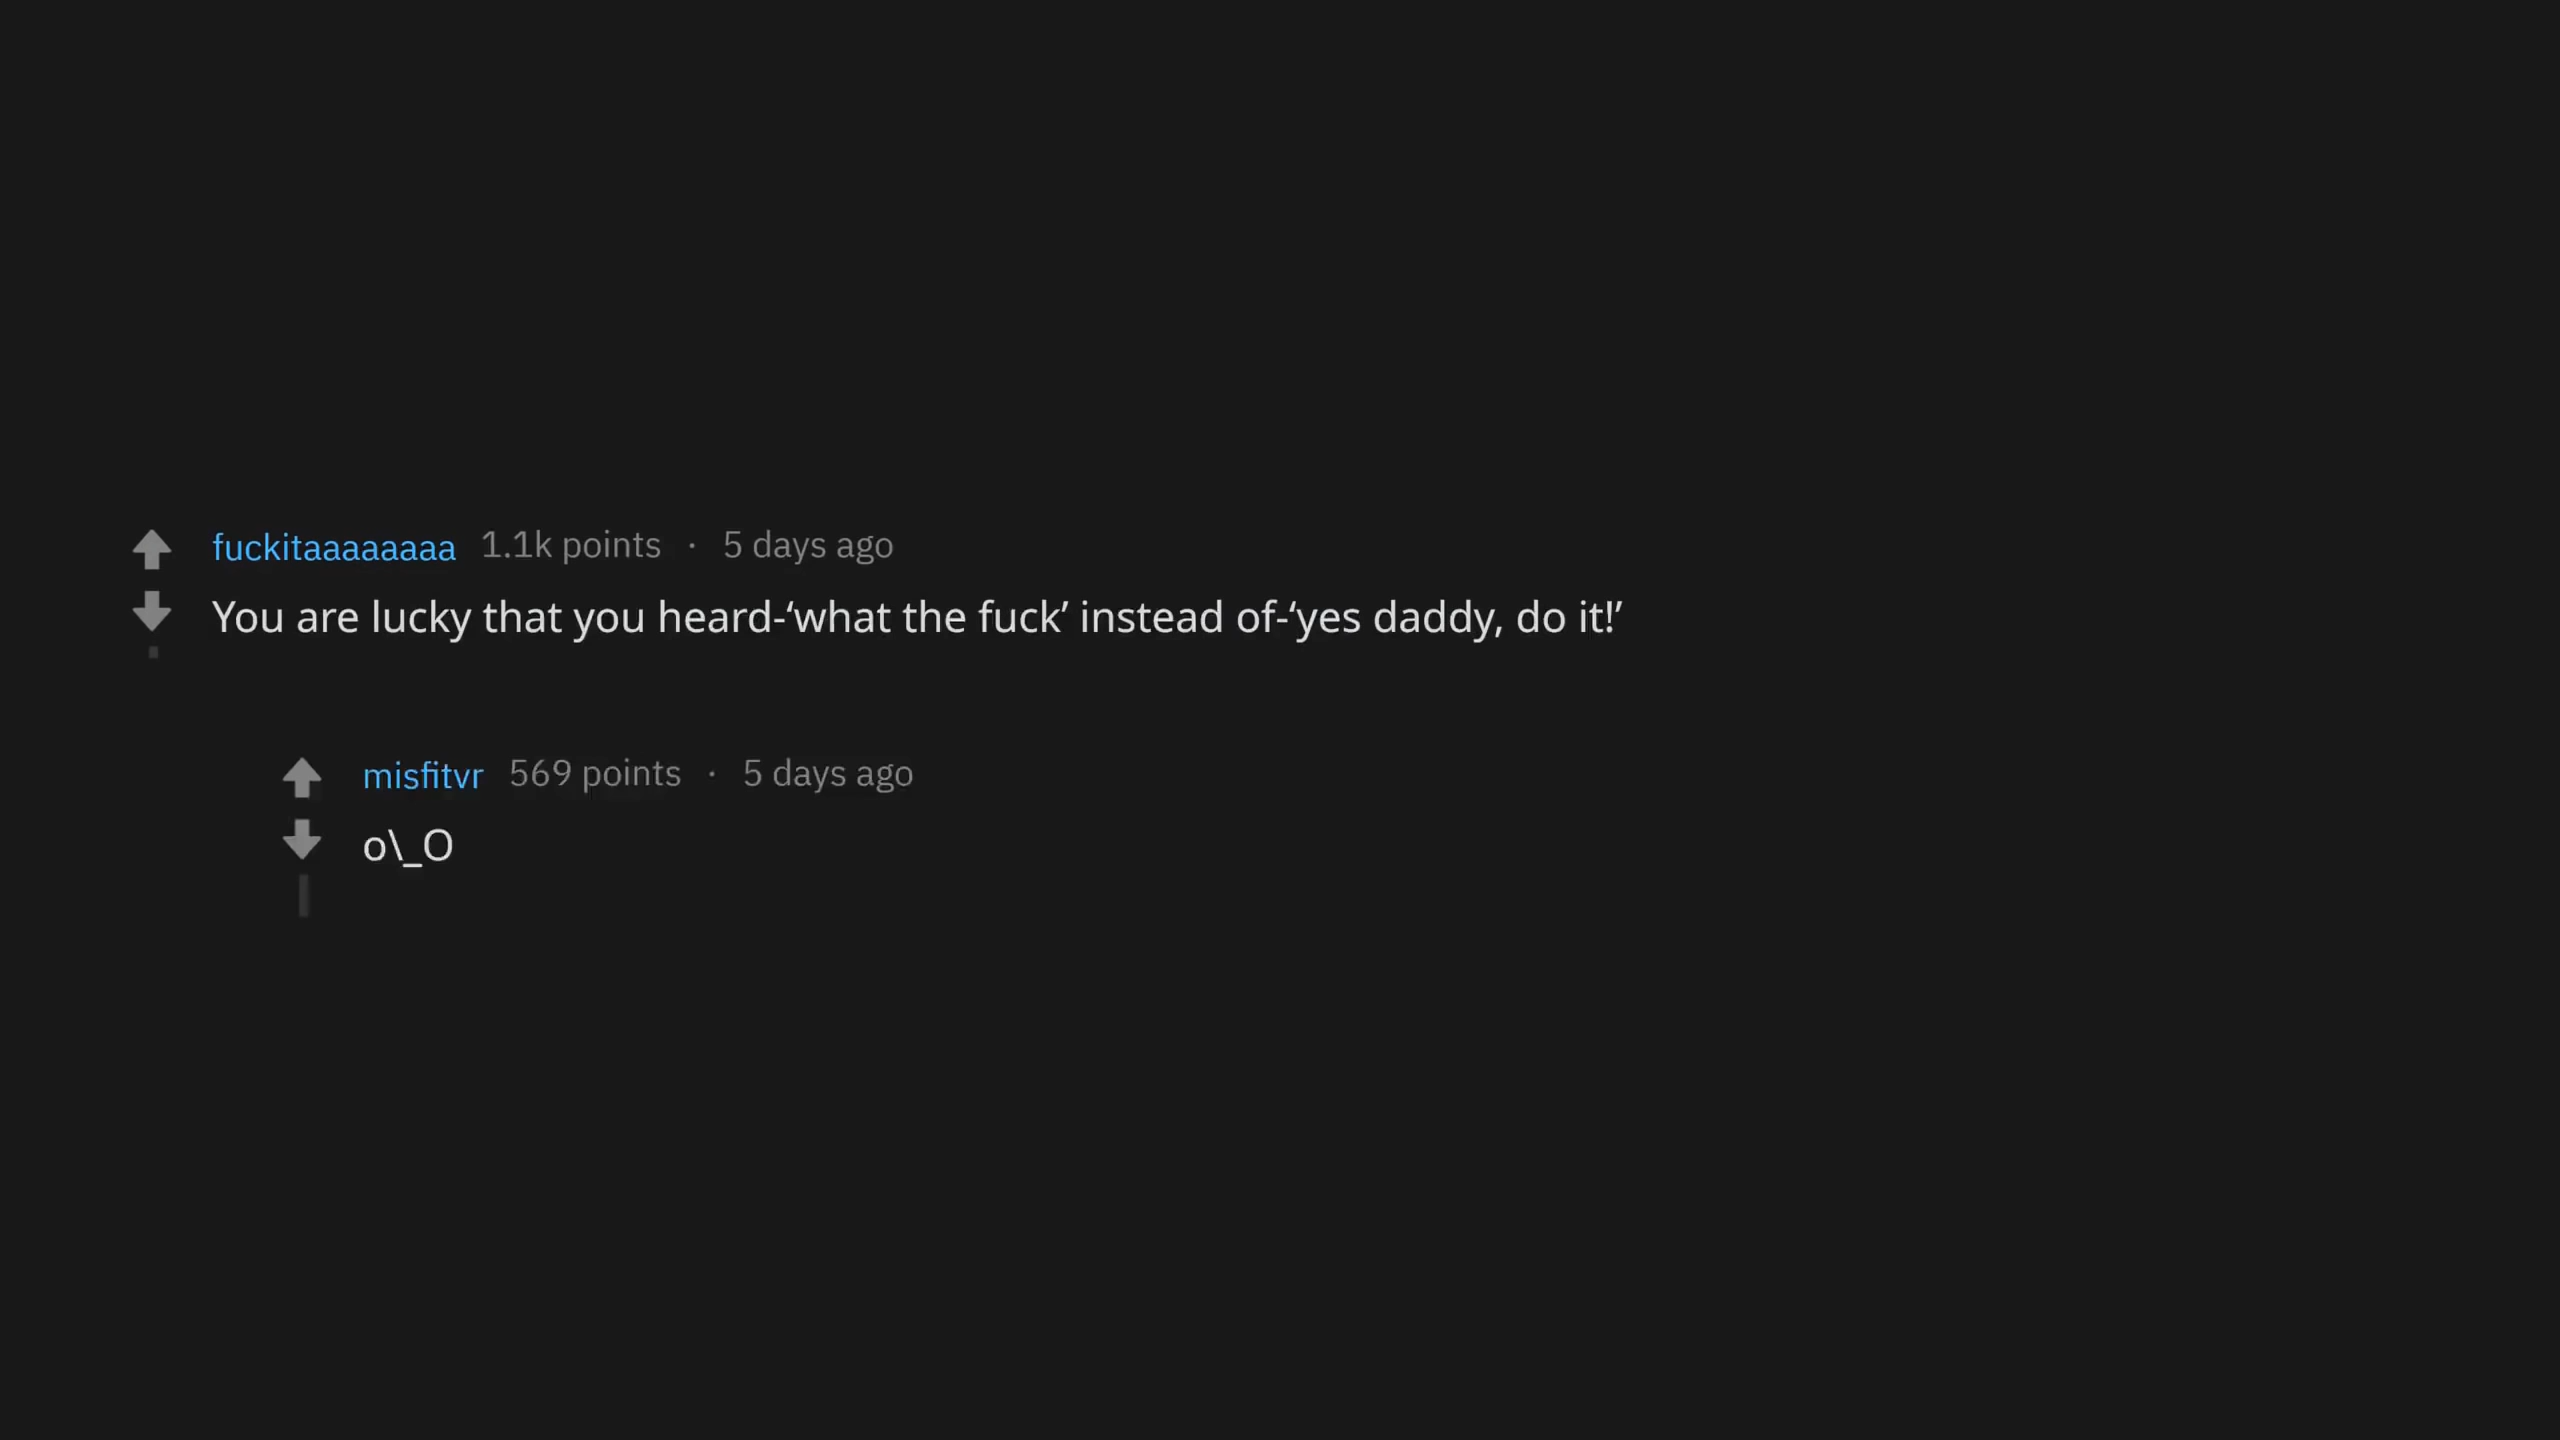 fuckitaaaaaaaa 1.1k points · 5 days ago
You are lucky that you heard-‘what the fuck’ instead of-‘yes daddy, do it!’
misfitvr 569 points · 5 days ago
o\_O